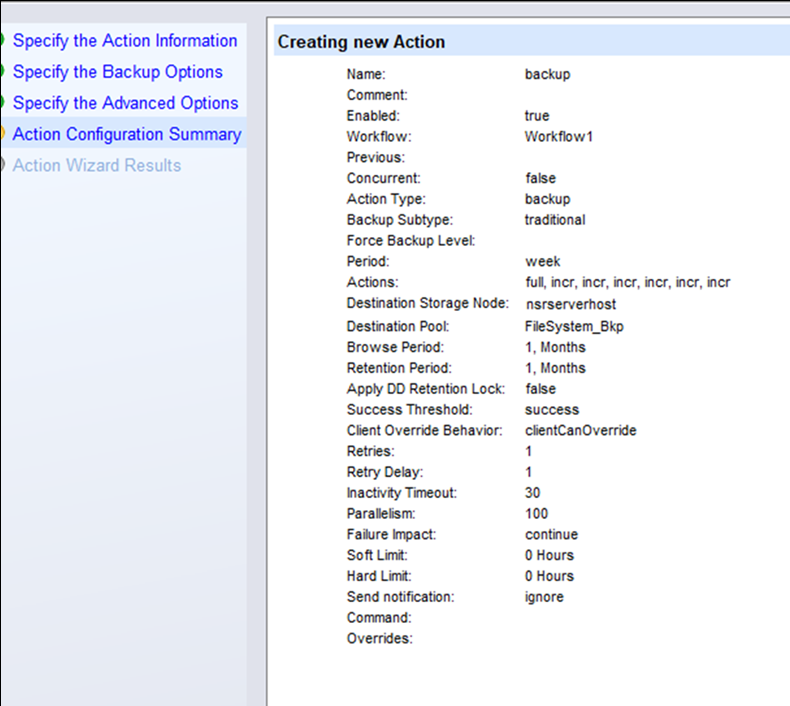 Specify the Action Information
Specify the Backup Options
Specify the Advanced Options
Action Configuration Summary
Action Wizard Results
Creating new Action
Name: backup
Comment:
Enabled: true
Workflow: Workflow1
Previous:
Concurrent: false
Action Type: backup
Backup Subtype: traditional
Force Backup Level:
Period: week
Actions: full, incr, incr, incr, incr, incr, incr
Destination Storage Node: nsrserverhost
Destination Pool: FileSystem_Bkp
Browse Period: 1, Months
Retention Period: 1, Months
Apply DD Retention Lock: false
Success Threshold: success
Client Override Behavior: clientCanOverride
Retries: 1
Retry Delay: 1
Inactivity Timeout: 30
Parallelism: 100
Failure Impact: continue
Soft Limit: 0 Hours
Hard Limit: 0 Hours
Send notification: ignore
Command:
Overrides: